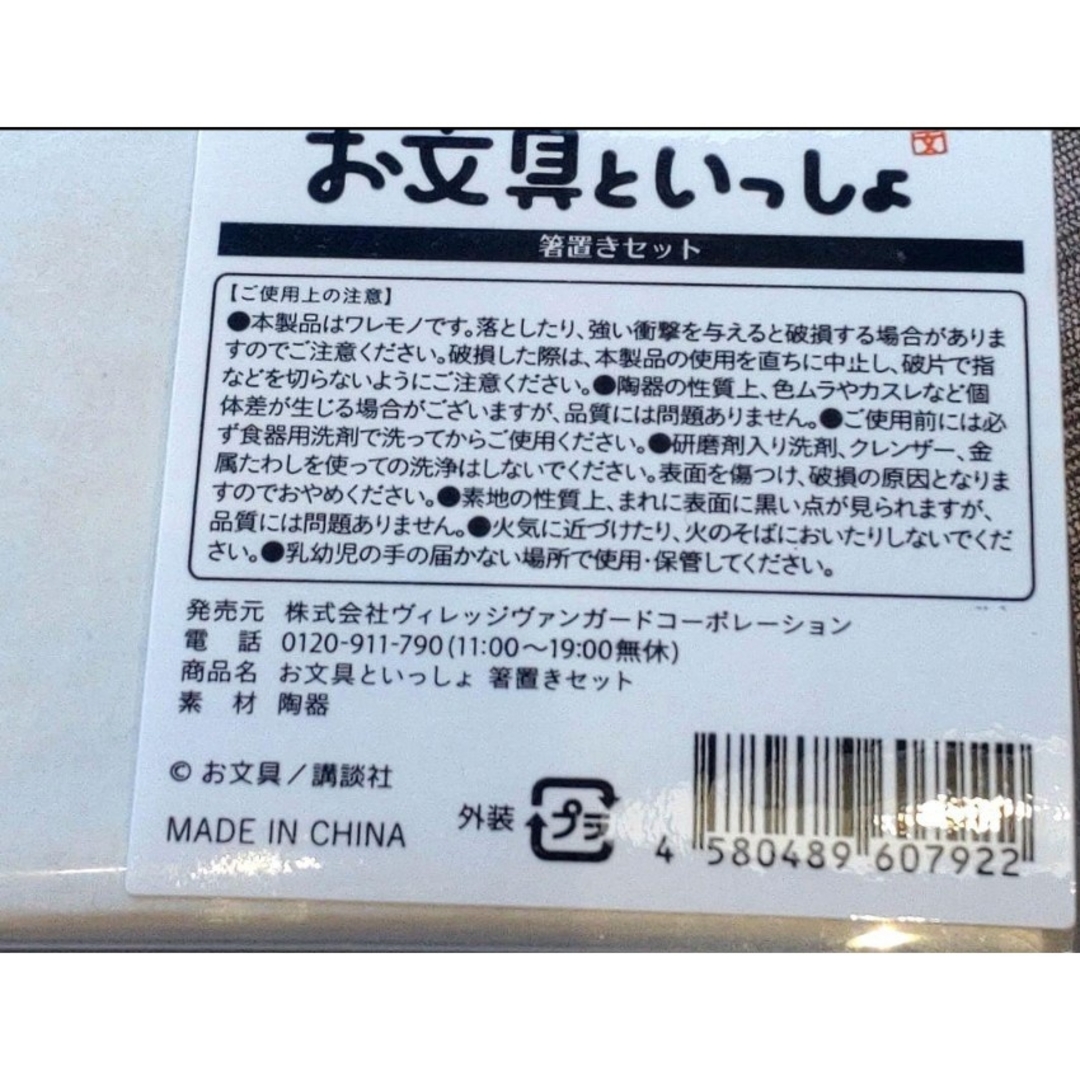 お文具といっしょ
文
箸置きセット
【ご使用上の注意】
●本製品はワレモノです。落としたり、強い衝撃を与えると破損する場合がありま
すのでご注意ください。破損した際は、本製品の使用を直ちに中止し、破片で指
などを切らないようにご注意ください。●陶器の性質上、色ムラやカスレなど個
体差が生じる場合がございますが、品質には問題ありません。●ご使用前には必
ず食器用洗剤で洗ってからご使用ください。●研磨剤入り洗剤、クレンザー、金
属たわしを使っての洗浄はしないでください。表面を傷つけ、破損の原因となりま
すのでおやめください。●素地の性質上、まれに表面に黒い点が見られますが、
品質には問題ありません。●火気に近づけたり、火のそばにおいたりしないでくだ
さい。●乳幼児の手の届かない場所で使用・保管してください。
発売元 株式会社ヴィレッジヴァンガードコーポレーション
電 話 0120-911-790(11:00～19:00無休)
商品名 お文具といっしょ 箸置きセット
素 材 陶器
© お文具／講談社
MADE IN CHINA
外装 プラ
4 580489 607922